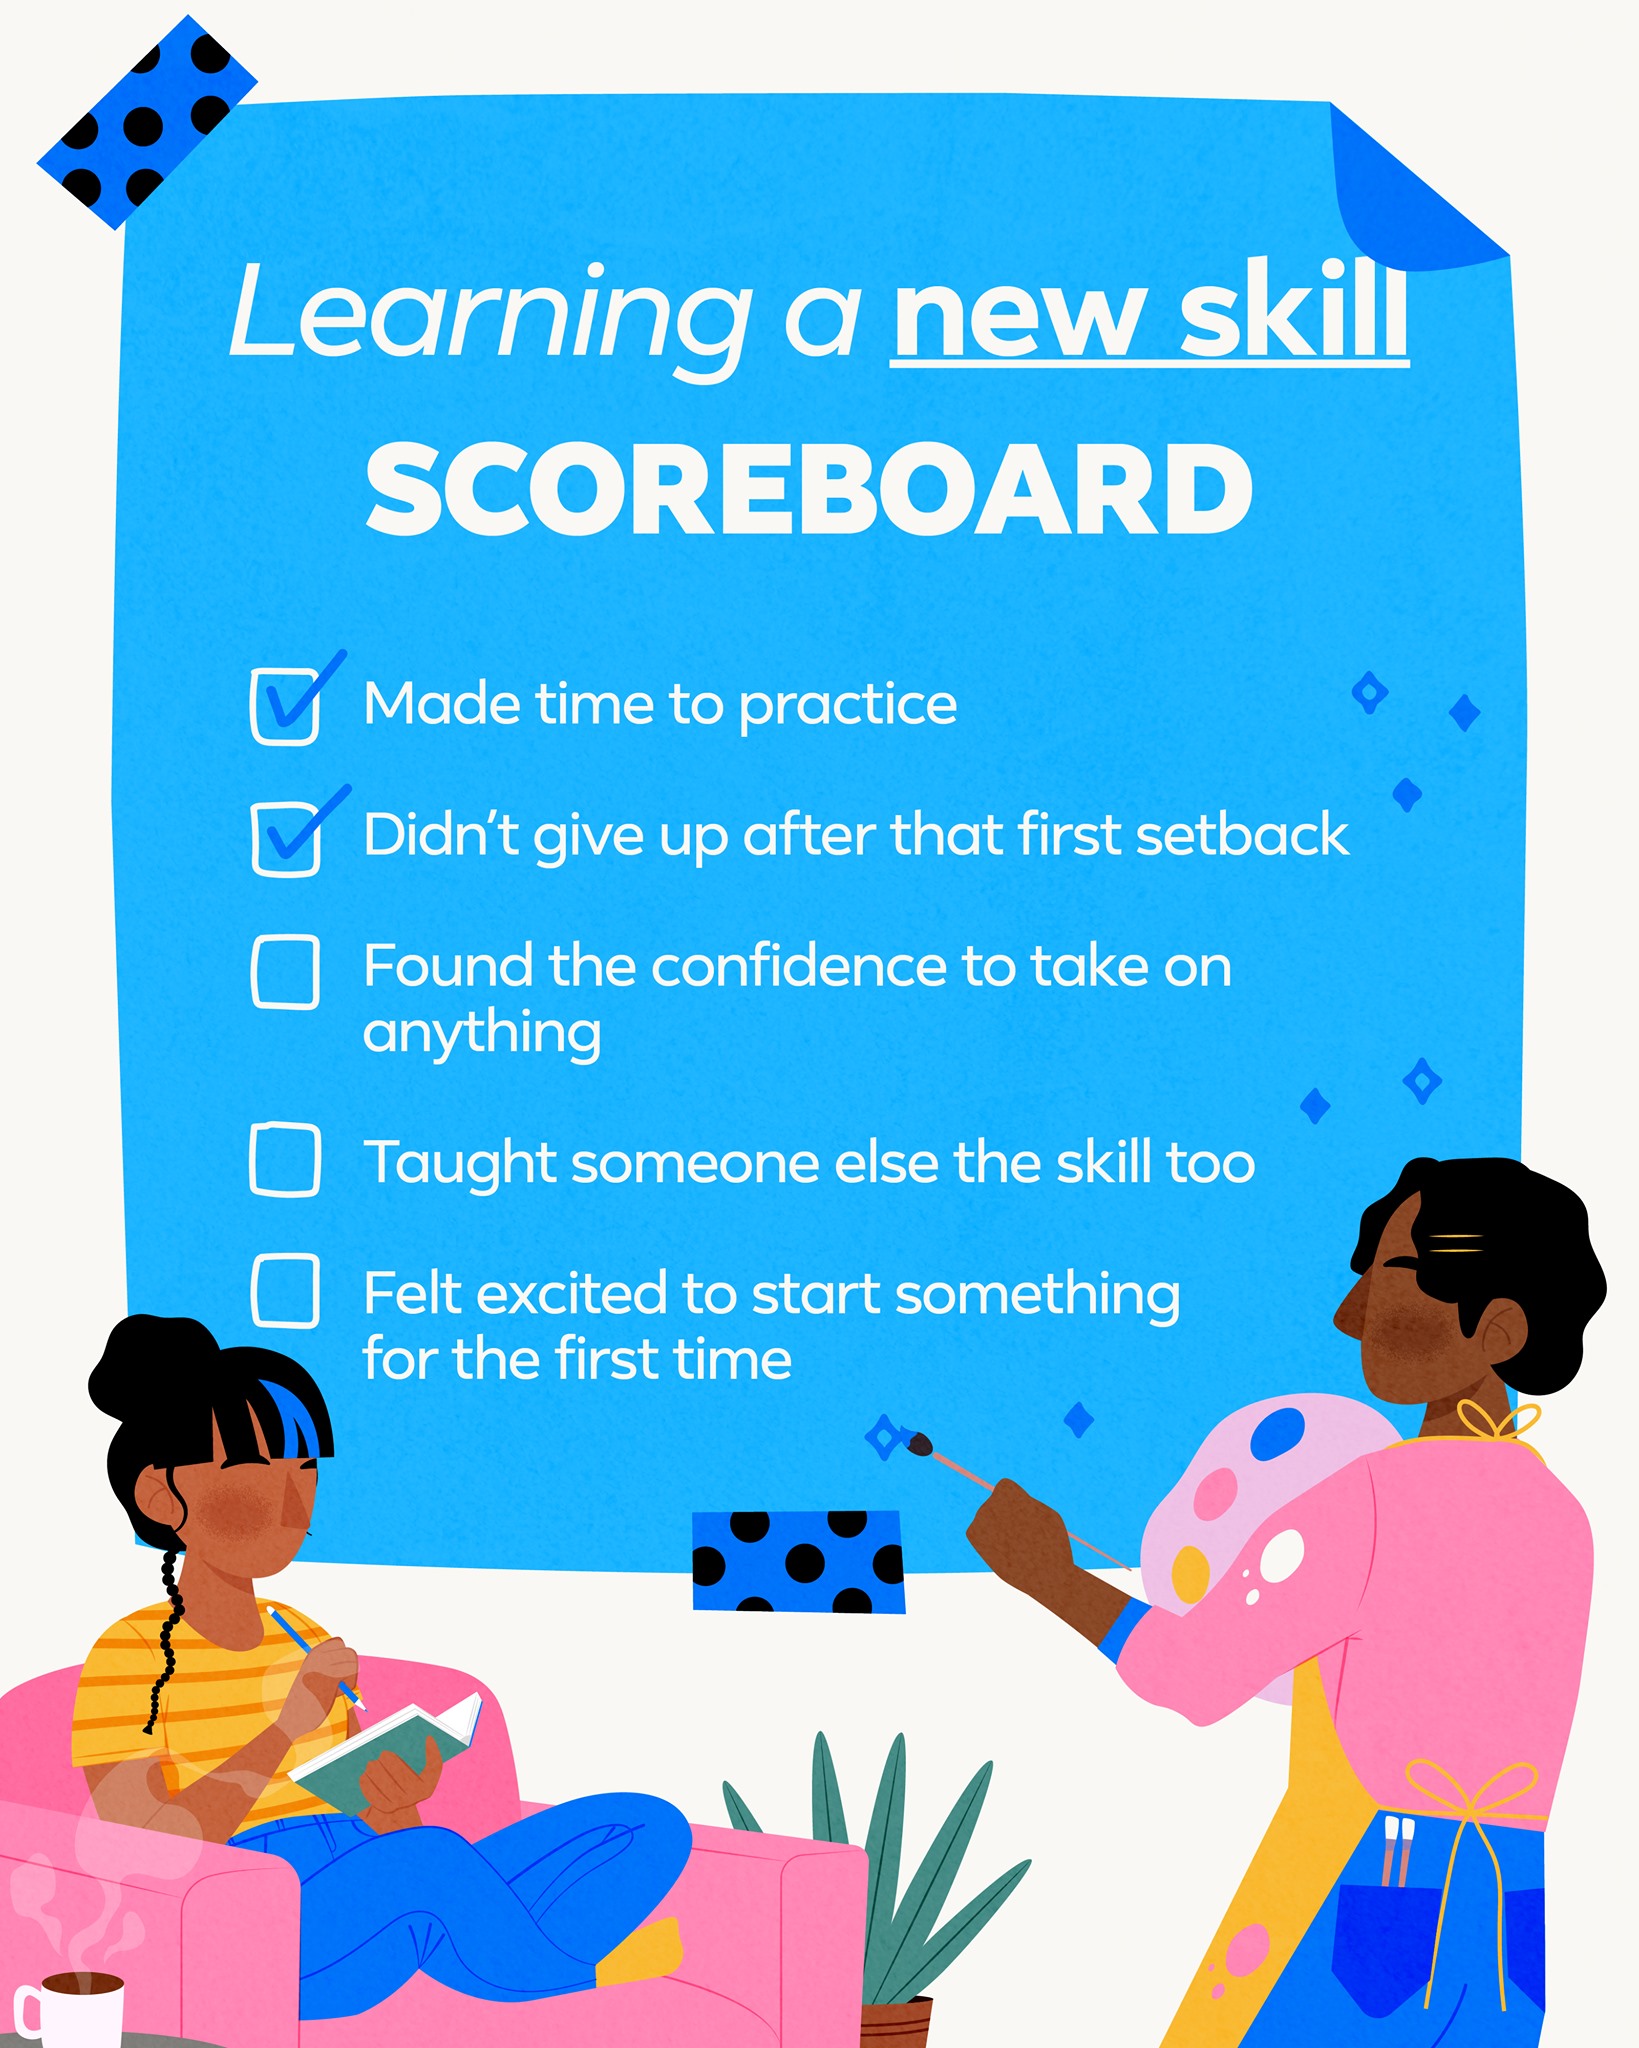 Learning a new skill
SCOREBOARD
Made time to practice
Didn’t give up after that first setback
Found the confidence to take on
anything
Taught someone else the skill too
Felt excited to start something
for the first time